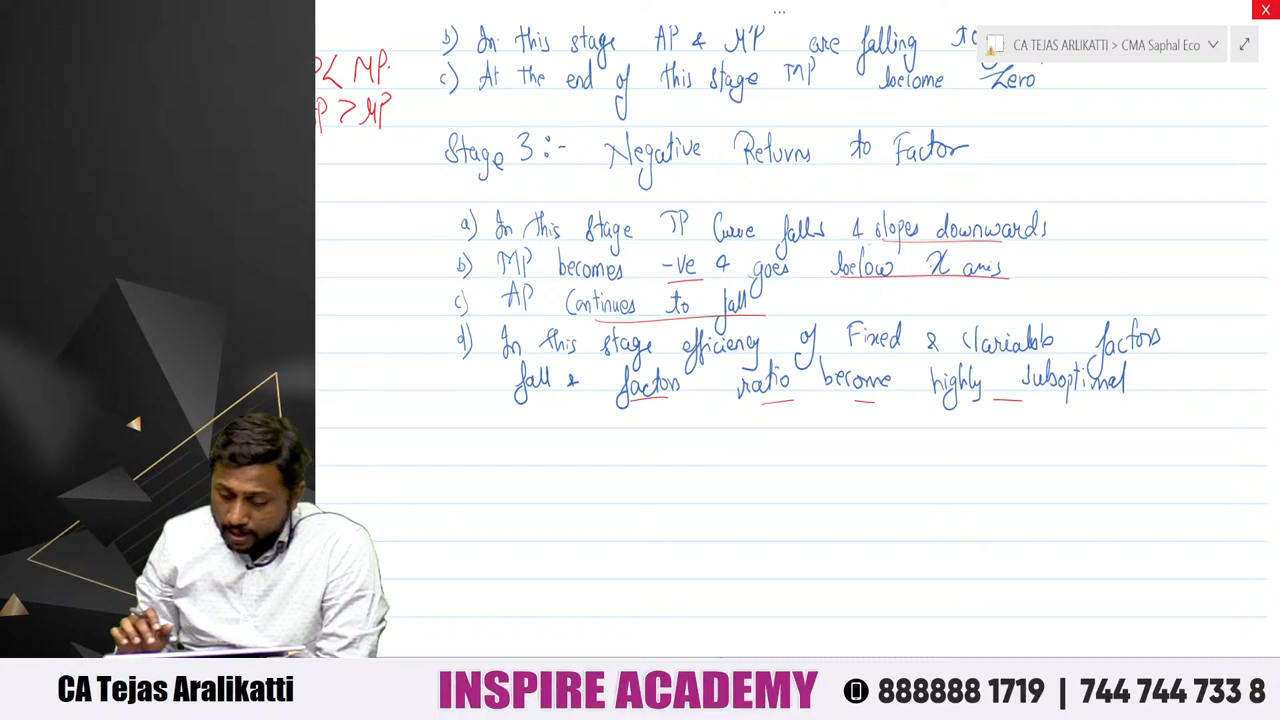 b) In this stage AP & MP are falling
CA TEJAS ARLIKATTI > CMA Saphal Eco
< MP.
c) At the end of this stage MP become Zero
P > MP
Stage 3 :- Negative Returns to Factor
a) In this stage TP Curve falls & slopes downwards
b) MP becomes -ve & goes below X axis
c) AP Continues to fall
d) In this stage efficiency of Fixed & Variable factors
fall & factors ratio become highly suboptimal
CA Tejas Aralikatti
INSPIRE ACADEMY
888888 1719 | 744 744 733 8